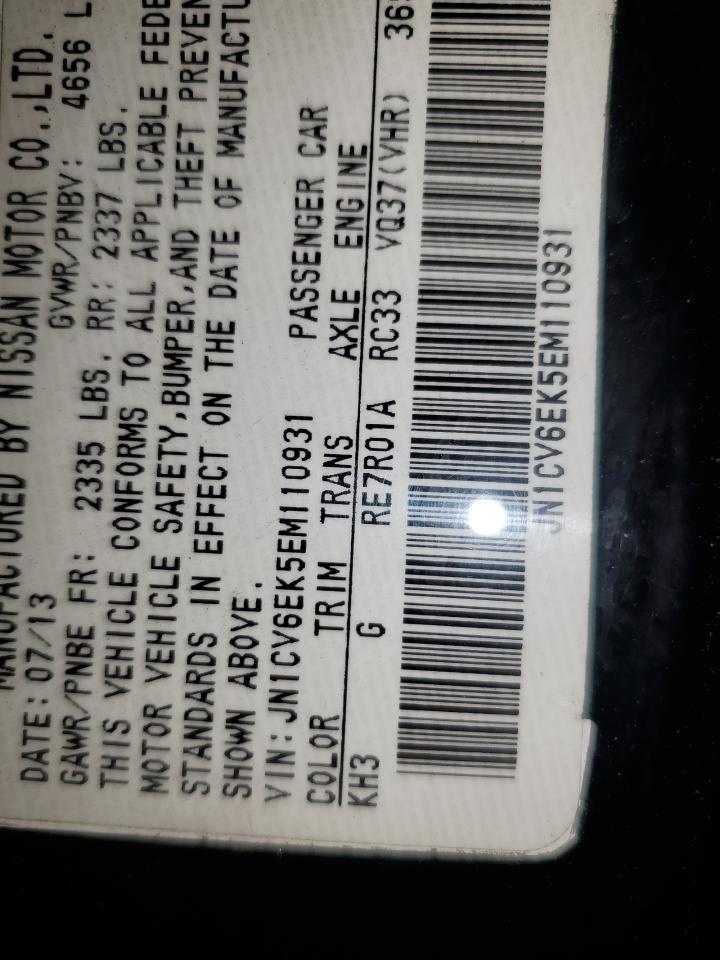 MANUFACTURED BY NISSAN MOTOR CO.,LTD.
DATE: 07/13 GVWR/PNBV: 4656 L
GAWR/PNBE FR: 2335 LBS. RR: 2337 LBS.
THIS VEHICLE CONFORMS TO ALL APPLICABLE FEDE
MOTOR VEHICLE SAFETY,BUMPER,AND THEFT PREVEN
STANDARDS IN EFFECT ON THE DATE OF MANUFACTU
SHOWN ABOVE.
VIN:JN1CV6EK5EM110931 PASSENGER CAR
COLOR TRIM TRANS AXLE ENGINE
KH3 G RE7R01A RC33 VQ37(VHR) 36
JN1CV6EK5EM110931